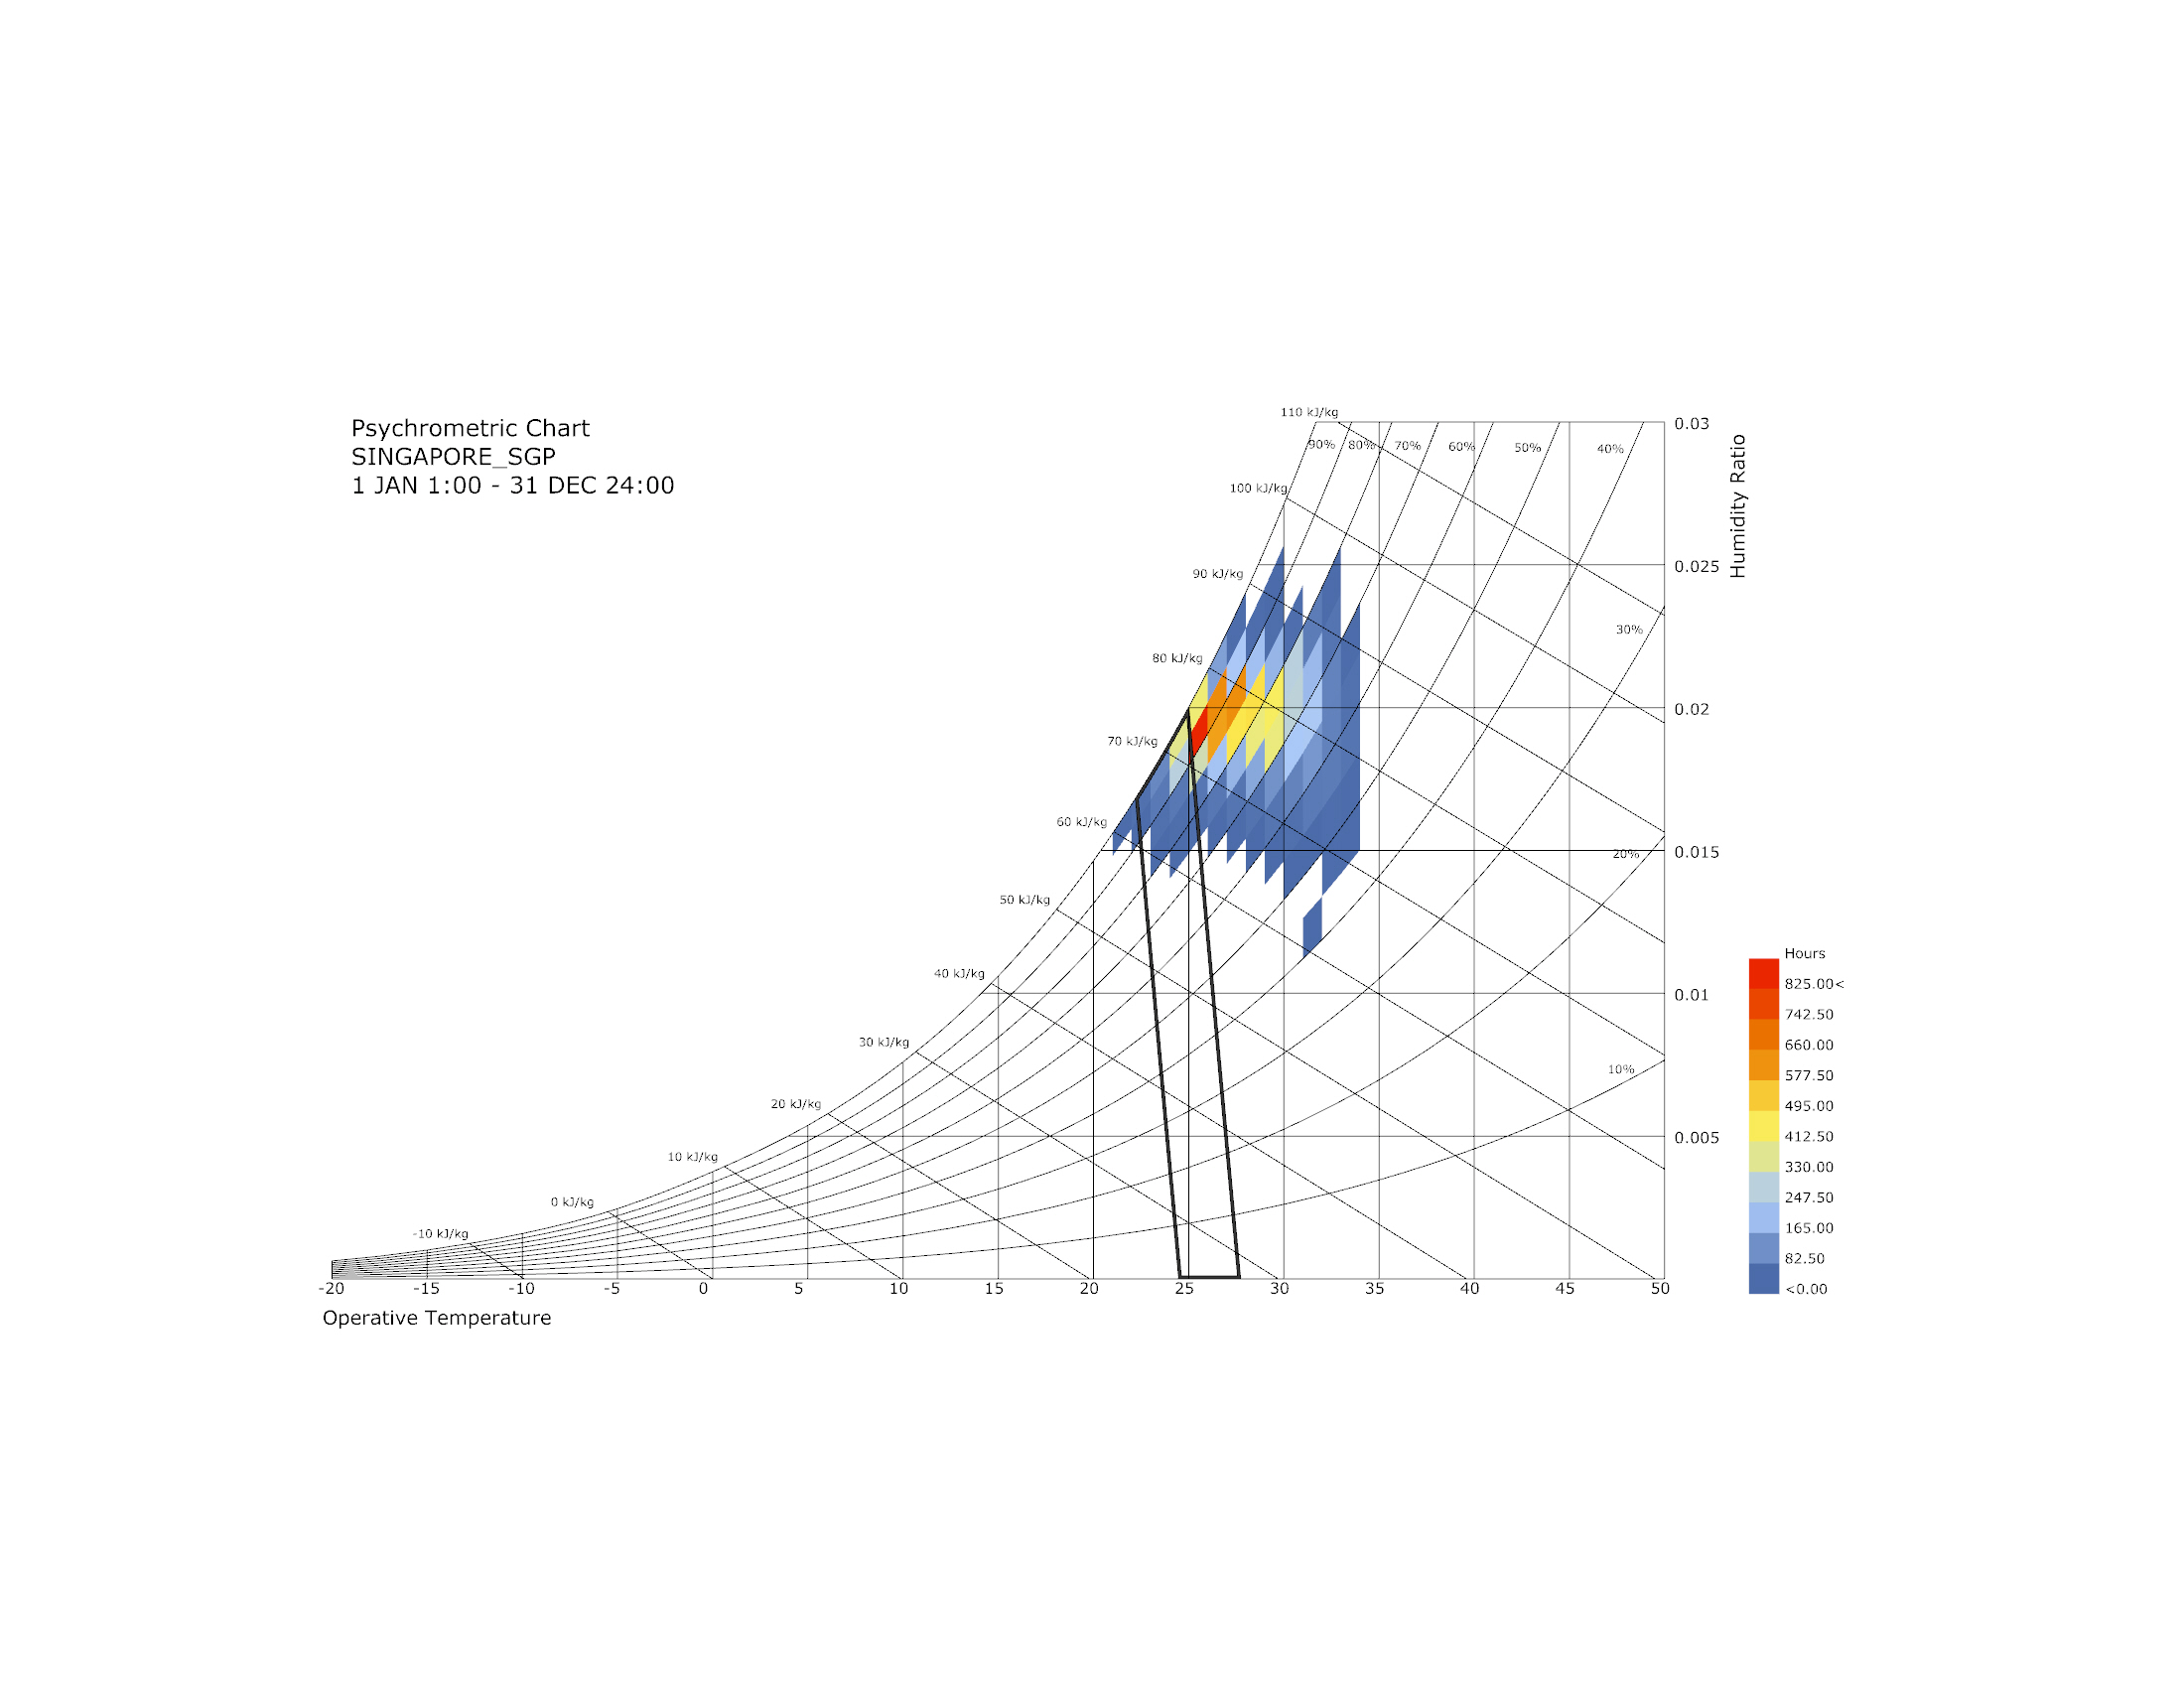 Psychrometric Chart
SINGAPORE_SGP
1 JAN 1:00 - 31 DEC 24:00
110 kJ/kg
100 kJ/kg
90 kJ/kg
80 kJ/kg
70 kJ/kg
60 kJ/kg
50 kJ/kg
40 kJ/kg
30 kJ/kg
20 kJ/kg
10 kJ/kg
0 kJ/kg
-10 kJ/kg
90% 80% 70% 60% 50% 40%
30%
20%
10%
0.03
0.025
0.02
0.015
0.01
0.005
Humidity Ratio
-20 -15 -10 -5 0 5 10 15 20 25 30 35 40 45 50
Operative Temperature
Hours
825.00<
742.50
660.00
577.50
495.00
412.50
330.00
247.50
165.00
82.50
<0.00